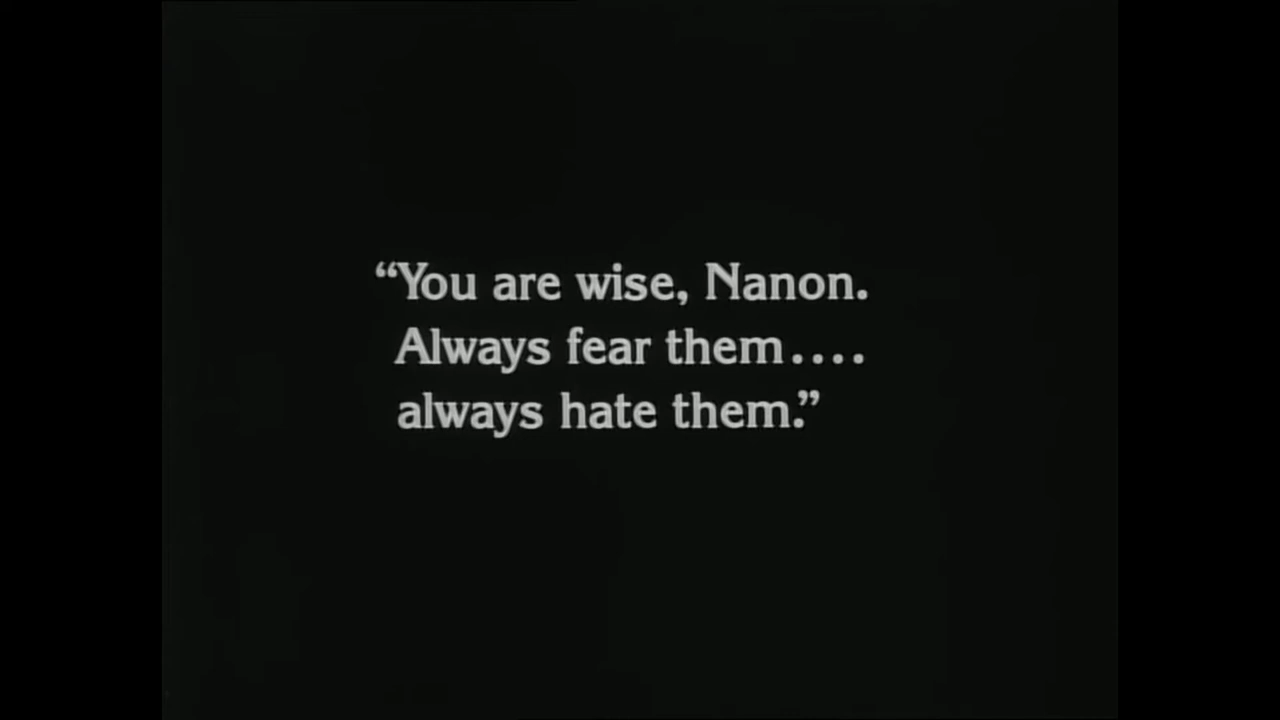 “You are wise, Nanon.
Always fear them....
always hate them.”